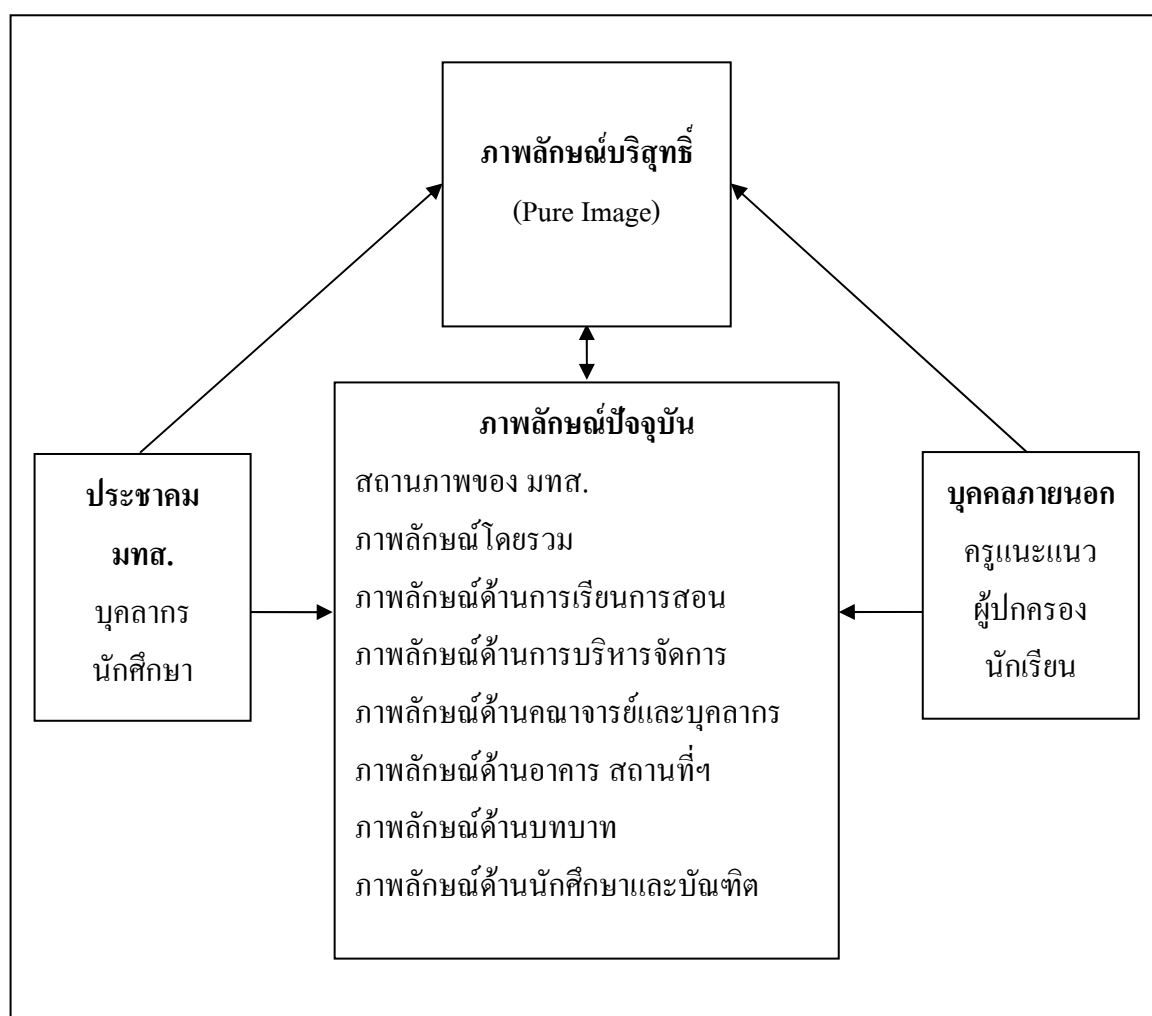 ภาพลักษณ์บริสุทธิ์
(Pure Image)
ภาพลักษณ์ปัจจุบัน
สถานภาพของ มทส.
ภาพลักษณ์โดยรวม
ภาพลักษณ์ด้านการเรียนการสอน
ภาพลักษณ์ด้านการบริหารจัดการ
ภาพลักษณ์ด้านคณาจารย์และบุคลากร
ภาพลักษณ์ด้านอาคาร สถานที่ฯ
ภาพลักษณ์ด้านบทบาท
ภาพลักษณ์ด้านนักศึกษาและบัณฑิต
ประชาคม
มทส.
บุคลากร
นักศึกษา
บุคคลภายนอก
ครูแนะแนว
ผู้ปกครอง
นักเรียน